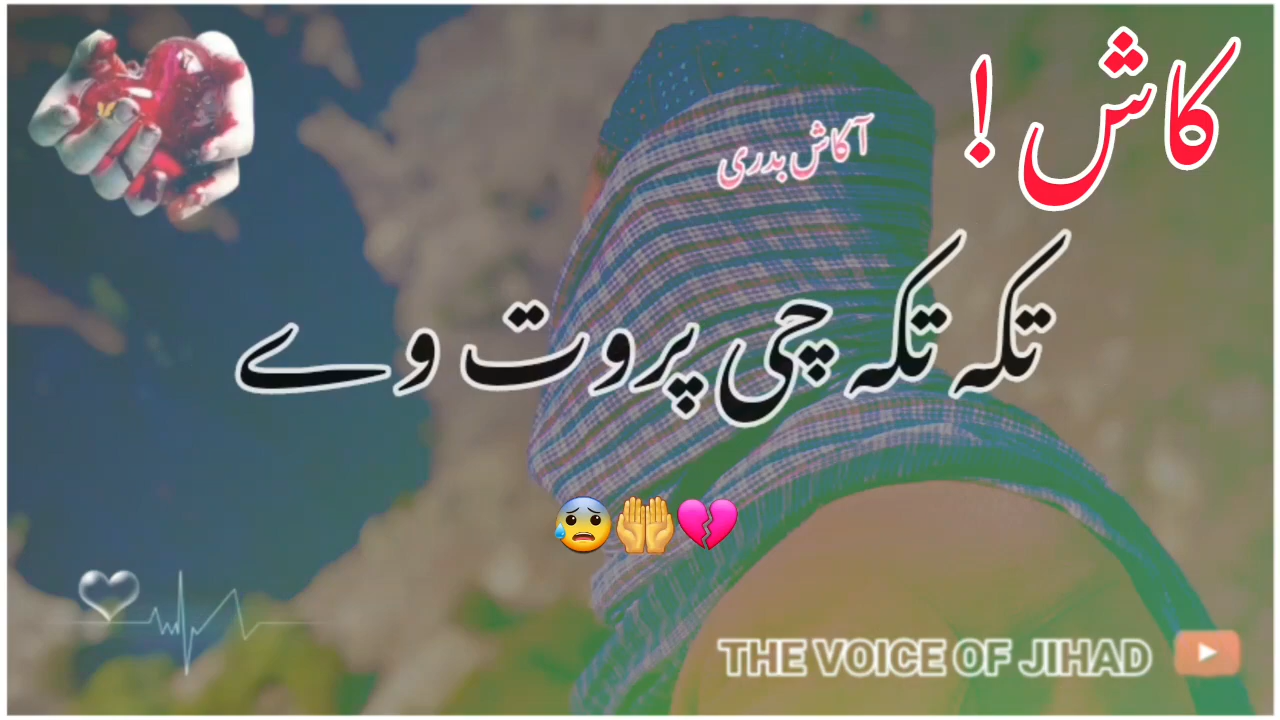 کاش !
آکاش بدری
تکہ تکہ چی پروت وے
😰🤲💔
THE VOICE OF JIHAD